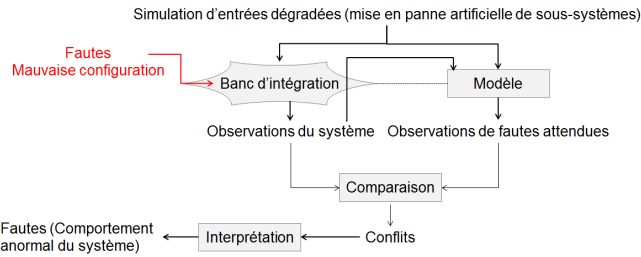 Simulation d'entrées dégradées (mise en panne artificielle de sous-systèmes)
Fautes
Mauvaise configuration
Banc d'intégration
Modèle
Observations du système
Observations de fautes attendues
Comparaison
Fautes (Comportement
anormal du système)
Interprétation
Conflits